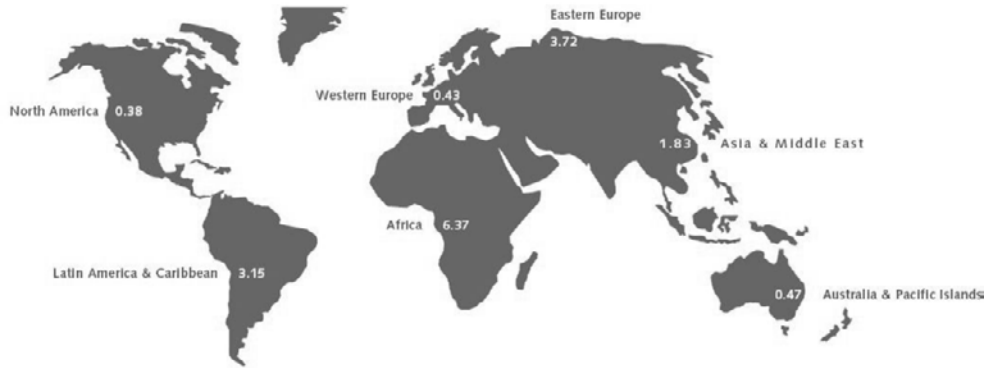 Eastern Europe
3.72
Western Europe 0.43
North America 0.38
1.83 Asia & Middle East
Africa 6.37
Latin America & Caribbean 3.15
0.47 Australia & Pacific Islands